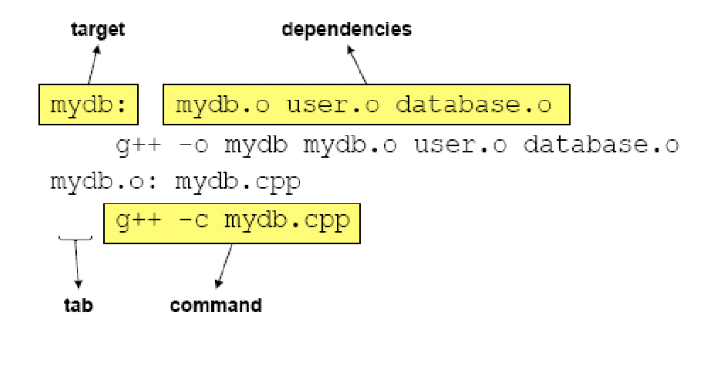 target dependencies
mydb: mydb.o user.o database.o
g++ -o mydb mydb.o user.o database.o
mydb.o: mydb.cpp
g++ -c mydb.cpp
tab command